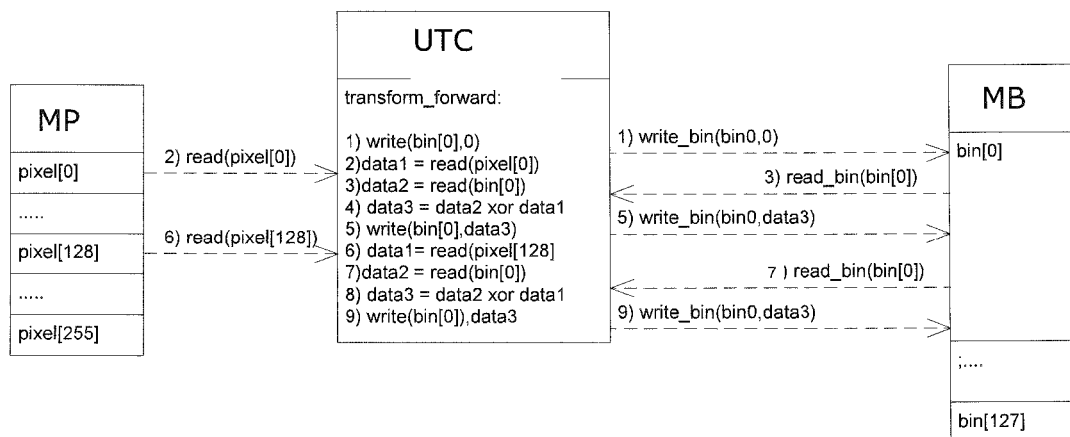 MP
pixel[0]
.....
pixel[128]
.....
pixel[255]
2) read(pixel[0])
6) read(pixel[128])
UTC
transform_forward:
1) write(bin[0],0)
2)data1 = read(pixel[0])
3)data2 = read(bin[0])
4) data3 = data2 xor data1
5) write(bin[0],data3)
6) data1= read(pixel[128]
7)data2 = read(bin[0])
8) data3 = data2 xor data1
9) write(bin[0]),data3
1) write_bin(bin0,0)
3) read_bin(bin[0])
5) write_bin(bin0,data3)
7 ) read_bin(bin[0])
9) write_bin(bin0,data3)
MB
bin[0]
;....
bin[127]